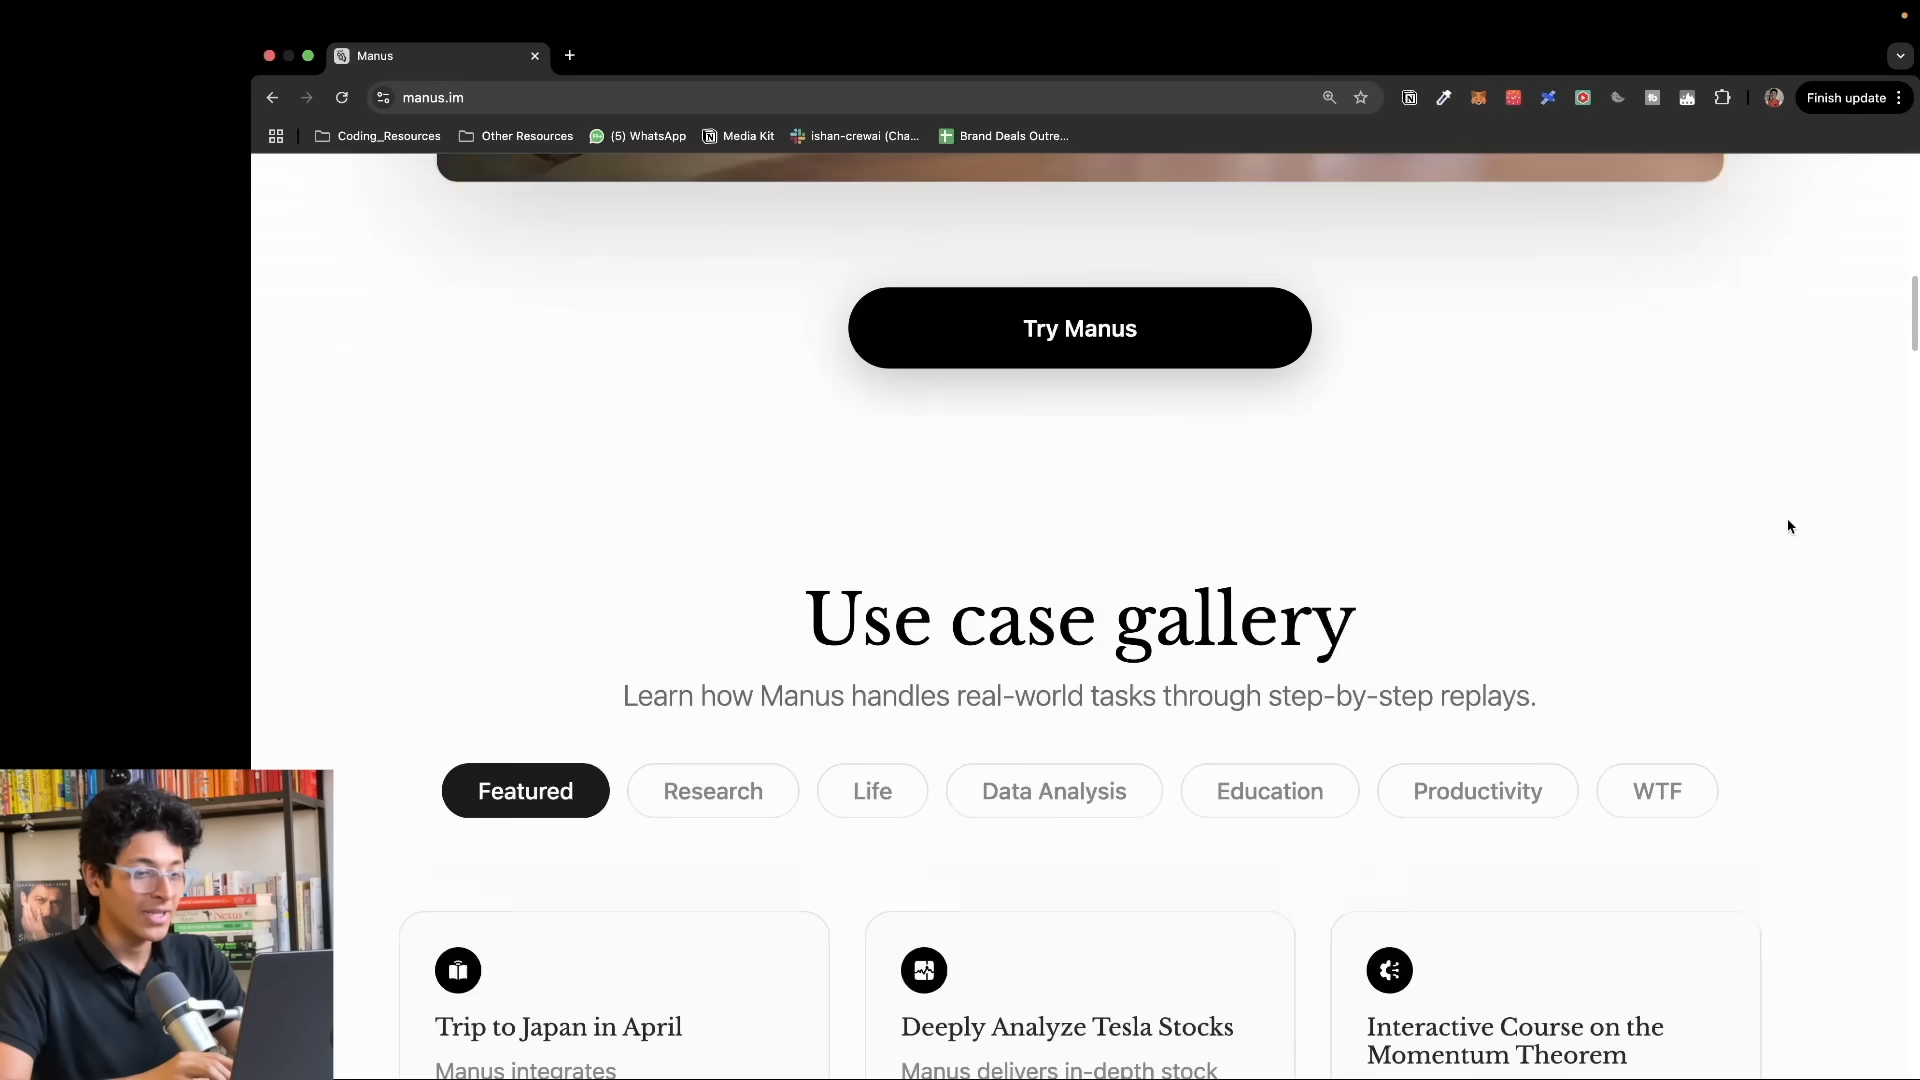 Manus
manus.im
Finish update
Coding_Resources
Other Resources
(5) WhatsApp
Media Kit
ishan-crewai (Cha...
Brand Deals Outre...
Try Manus
Use case gallery
Learn how Manus handles real-world tasks through step-by-step replays.
Featured
Research
Life
Data Analysis
Education
Productivity
WTF
Trip to Japan in April
Manus integrates
Deeply Analyze Tesla Stocks
Manus delivers in-depth stock
Interactive Course on the
Momentum Theorem
Nexus